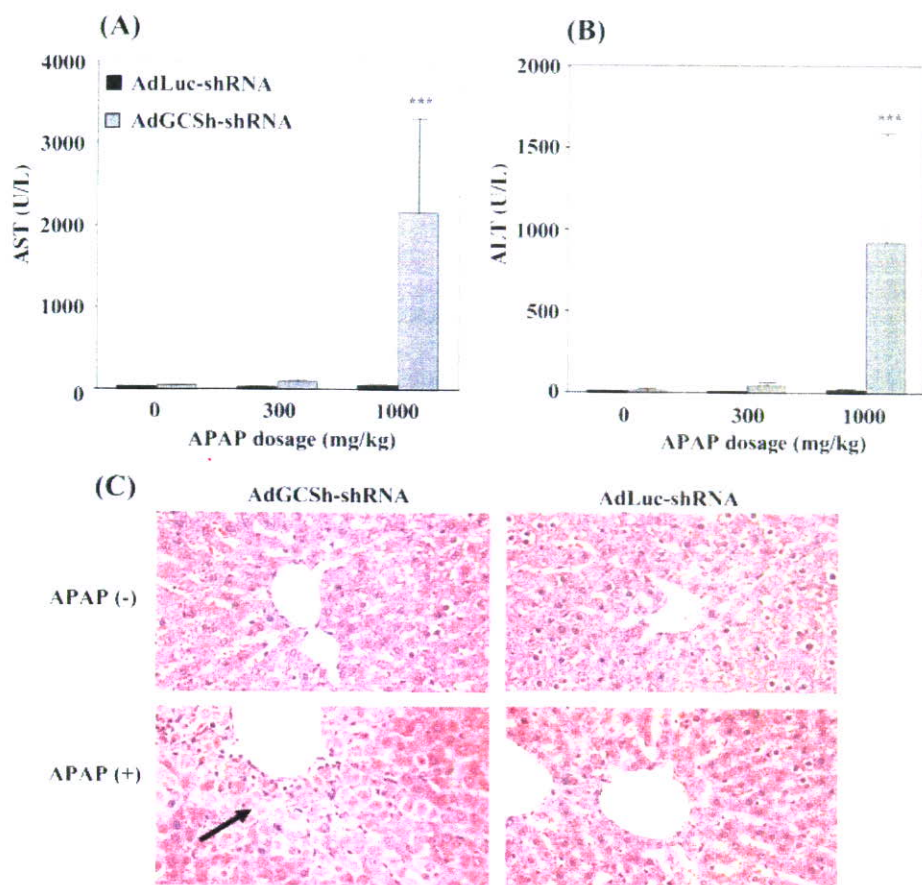 (A)
4000
3000
2000
1000
0
AST (U/L)
AdLuc-shRNA
AdGCSh-shRNA
***
0 300 1000
APAP dosage (mg/kg)
(B)
2000
1500
1000
500
0
ALT (U/L)
***
0 300 1000
APAP dosage (mg/kg)
(C)
AdGCSh-shRNA AdLuc-shRNA
APAP (-)
APAP (+)